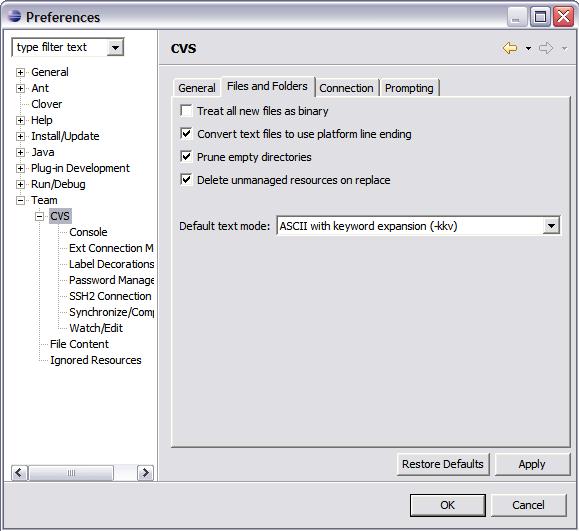 Preferences
type filter text
General
Ant
Clover
Help
Install/Update
Java
Plug-in Development
Run/Debug
Team
CVS
Console
Ext Connection M
Label Decorations
Password Manage
SSH2 Connection
Synchronize/Com
Watch/Edit
File Content
Ignored Resources
CVS
General Files and Folders Connection Prompting
Treat all new files as binary
Convert text files to use platform line ending
Prune empty directories
Delete unmanaged resources on replace
Default text mode: ASCII with keyword expansion (-kkv)
Restore Defaults Apply
OK Cancel